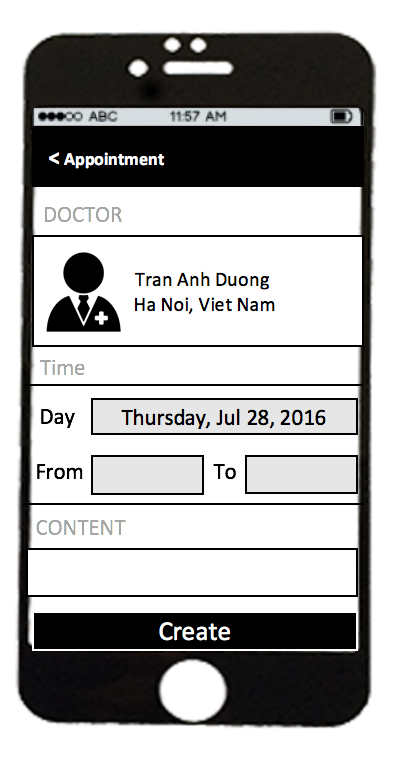 ABC 11:57 AM
< Appointment
DOCTOR
Tran Anh Duong
Ha Noi, Viet Nam
Time
Day Thursday, Jul 28, 2016
From To
CONTENT
Create